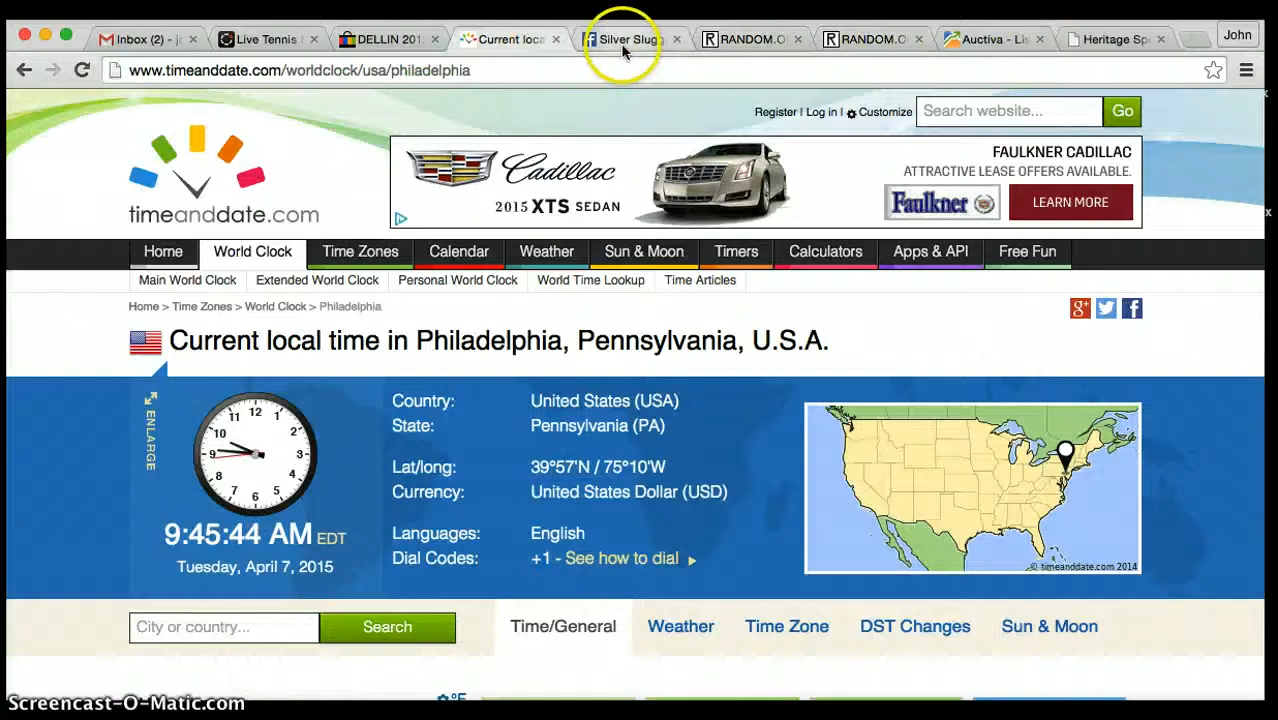 Inbox (2) - jo
Live Tennis S
DELLIN 201
Current loca
Silver Slugg
RANDOM.O
RANDOM.O
Auctiva - Lis
Heritage Spo
John
www.timeanddate.com/worldclock/usa/philadelphia
Register | Log in | Customize
Search website...
Go
timeanddate.com
Cadillac
2015 XTS SEDAN
FAULKNER CADILLAC
ATTRACTIVE LEASE OFFERS AVAILABLE.
Faulkner
LEARN MORE
Home
World Clock
Time Zones
Calendar
Weather
Sun & Moon
Timers
Calculators
Apps & API
Free Fun
Main World Clock
Extended World Clock
Personal World Clock
World Time Lookup
Time Articles
Home > Time Zones > World Clock > Philadelphia
Current local time in Philadelphia, Pennsylvania, U.S.A.
ENLARGE
12
1
2
3
4
5
6
7
8
9
10
11
9:45:44 AM EDT
Tuesday, April 7, 2015
Country: United States (USA)
State: Pennsylvania (PA)
Lat/long: 39°57'N / 75°10'W
Currency: United States Dollar (USD)
Languages: English
Dial Codes: +1 - See how to dial
© timeanddate.com 2014
City or country...
Search
Time/General
Weather
Time Zone
DST Changes
Sun & Moon
°F
Screencast-O-Matic.com